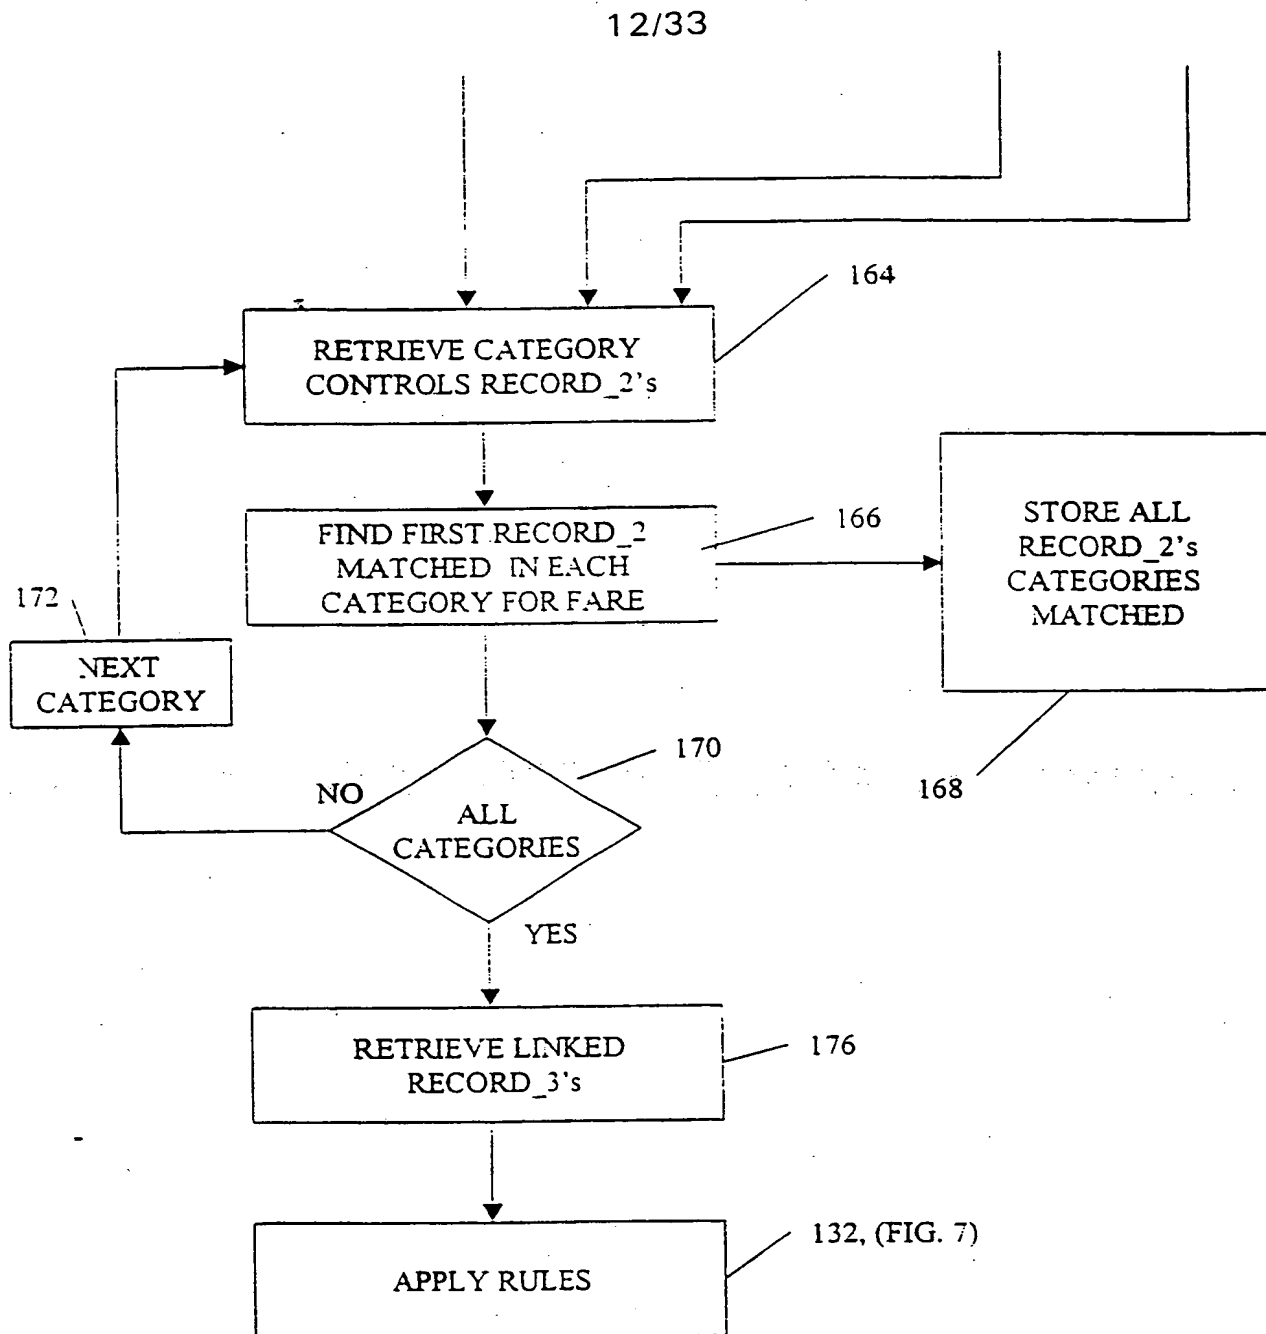 12/33
164
RETRIEVE CATEGORY
CONTROLS RECORD_2's
166
FIND FIRST RECORD_2
MATCHED IN EACH
CATEGORY FOR FARE
STORE ALL
RECORD_2's
CATEGORIES
MATCHED
168
172
NEXT
CATEGORY
170
NO
ALL
CATEGORIES
YES
RETRIEVE LINKED
RECORD_3's
176
132, (FIG. 7)
APPLY RULES